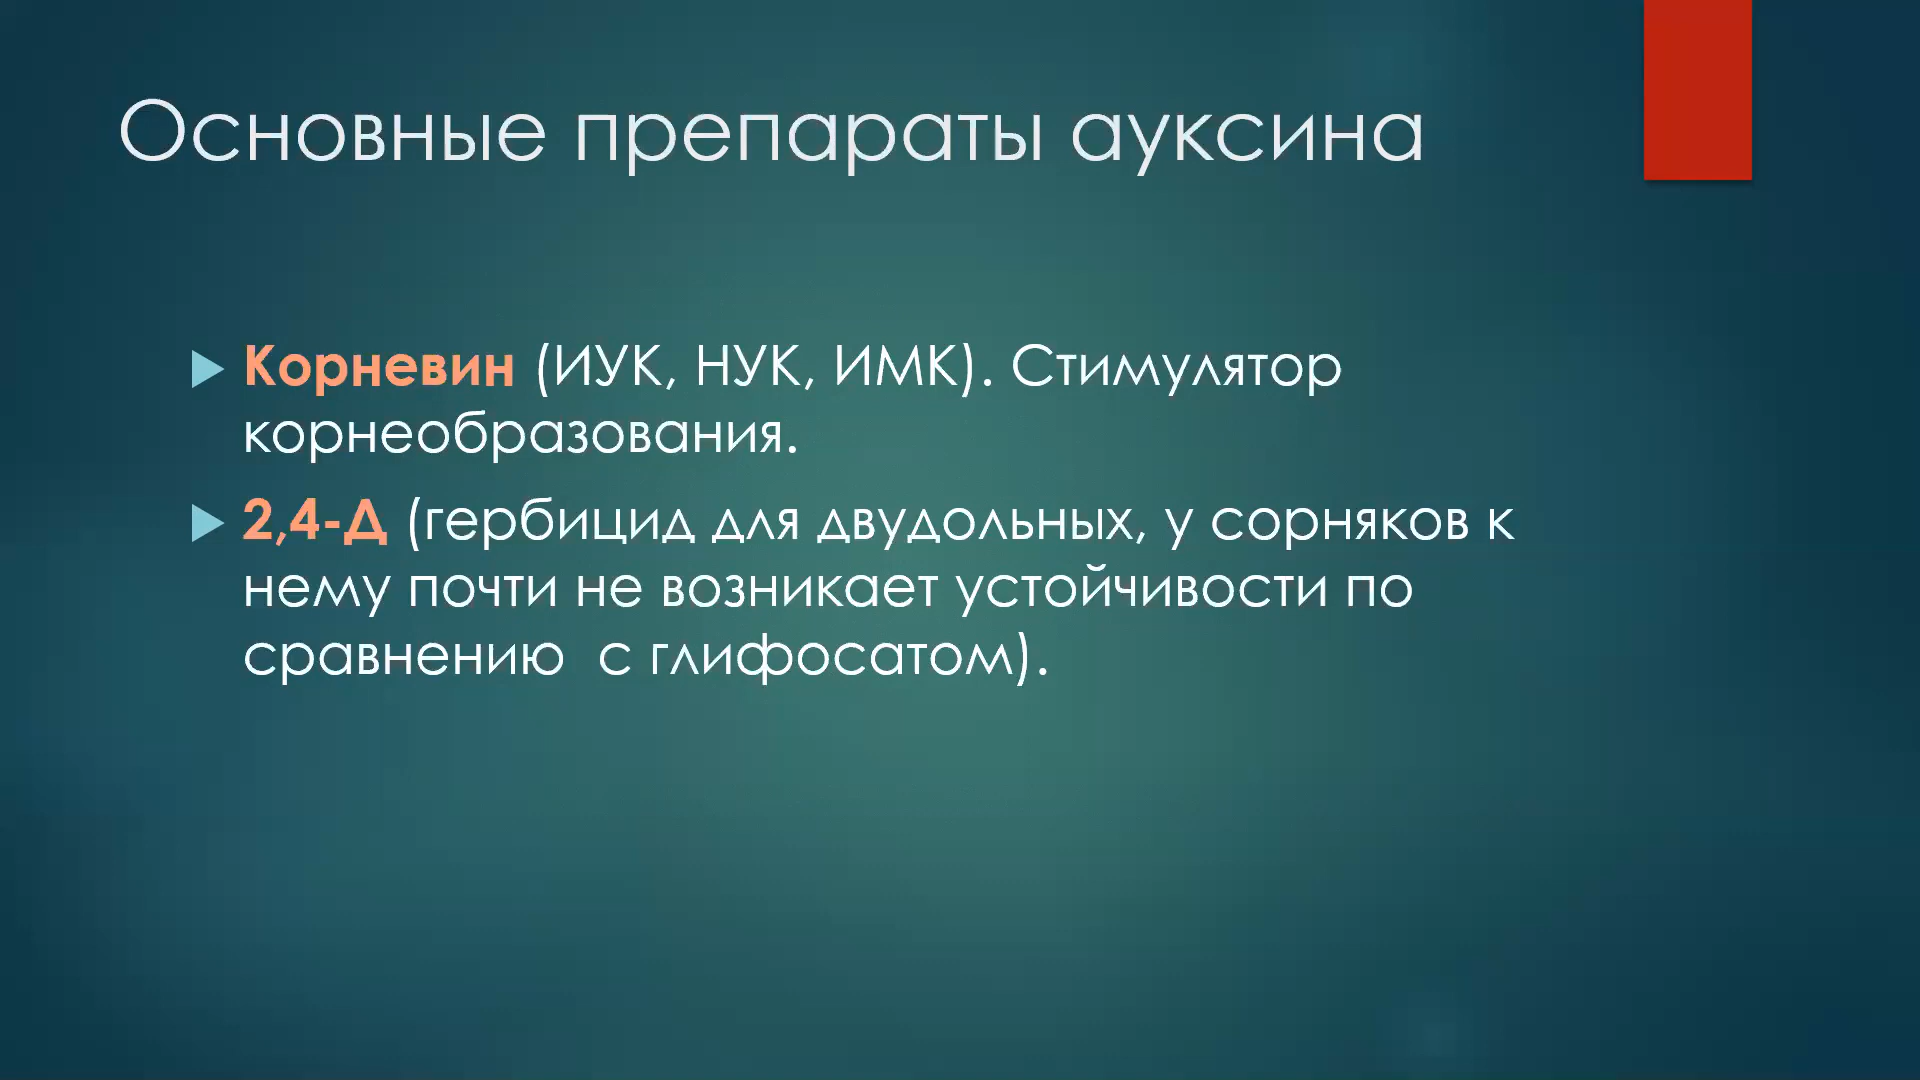 Основные препараты ауксина
Корневин (ИУК, НУК, ИМК). Стимулятор
корнеобразования.
2,4-Д (гербицид для двудольных, у сорняков к
нему почти не возникает устойчивости по
сравнению  с глифосатом).